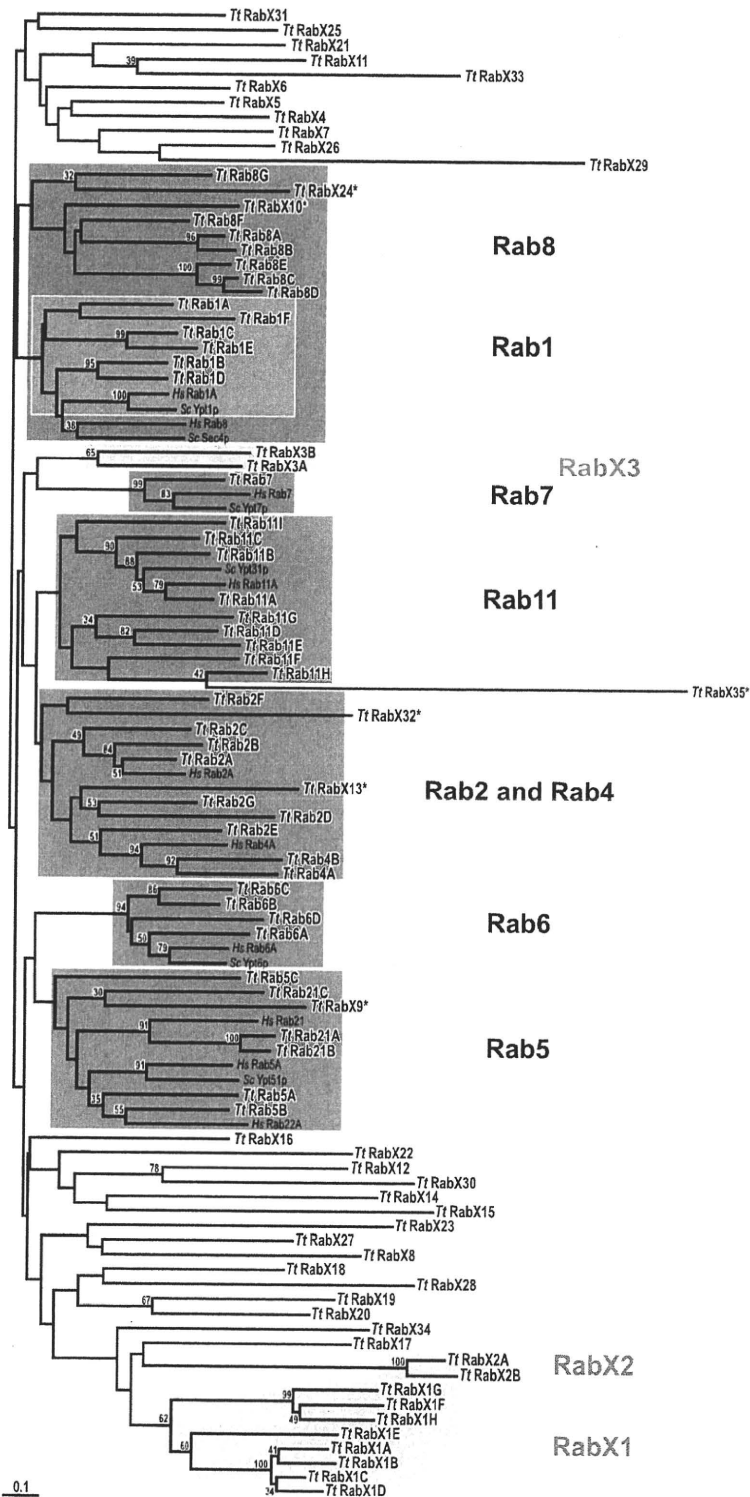 Tt RabX31
Tt RabX25
Tt RabX21
39 Tt RabX11
Tt RabX33
Tt RabX6
Tt RabX5
Tt RabX4
Tt RabX7
Tt RabX26
Tt RabX29
32 Tt Rab8G
Tt RabX24*
Tt RabX10*
Tt Rab8F
96 Tt Rab8A
Tt Rab8B
Rab8
100 Tt Rab8E
99 Tt Rab8C
Tt Rab8D
Tt Rab1A
Tt Rab1F
99 Tt Rab1C
Tt Rab1E
Rab1
95 Tt Rab1B
Tt Rab1D
100 Hs Rab1A
Sc Ypt1p
38 Hs Rab8
Sc Sec4p
65 Tt RabX3B
Tt RabX3A
RabX3
99 Tt Rab7
83 Hs Rab7
Sc Ypt7p
Rab7
Tt Rab11I
90 Tt Rab11C
88 Tt Rab11B
Sc Ypt31p
53 79 Hs Rab11A
Tt Rab11A
Rab11
24 Tt Rab11G
82 Tt Rab11D
Tt Rab11E
Tt Rab11F
42 Tt Rab11H
Tt RabX35*
Tt Rab2F
Tt RabX32*
49 Tt Rab2C
84 Tt Rab2B
Tt Rab2A
51 Hs Rab2A
Tt RabX13*
Rab2 and Rab4
53 Tt Rab2G
Tt Rab2D
51 Tt Rab2E
94 Hs Rab4A
92 Tt Rab4B
Tt Rab4A
86 Tt Rab6C
94 Tt Rab6B
Tt Rab6D
Rab6
50 Tt Rab6A
79 Hs Rab6A
Sc Ypt6p
Tt Rab5C
30 Tt Rab21C
Tt RabX9*
91 Hs Rab21
100 Tt Rab21A
Tt Rab21B
Rab5
91 Hs Rab5A
Sc Ypt51p
35 Tt Rab5A
55 Tt Rab5B
Hs Rab22A
Tt RabX16
Tt RabX22
78 Tt RabX12
Tt RabX30
Tt RabX14
Tt RabX15
Tt RabX23
Tt RabX27
Tt RabX8
Tt RabX18
Tt RabX28
67 Tt RabX19
Tt RabX20
Tt RabX34
Tt RabX17
100 Tt RabX2A
Tt RabX2B
RabX2
99 Tt RabX1G
Tt RabX1F
49 Tt RabX1H
62
Tt RabX1E
60 41 Tt RabX1A
Tt RabX1B
RabX1
100 Tt RabX1C
34 Tt RabX1D
0.1